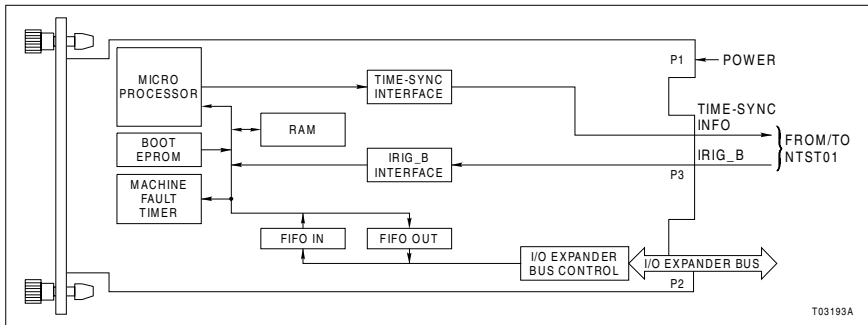 MICRO
PROCESSOR
TIME-SYNC
INTERFACE
P1
POWER
BOOT
EPROM
RAM
TIME-SYNC
INFO
FROM/TO
NTST01
IRIG_B
INTERFACE
IRIG_B
P3
MACHINE
FAULT
TIMER
FIFO IN
FIFO OUT
I/O EXPANDER
BUS CONTROL
I/O EXPANDER BUS
P2
T03193A